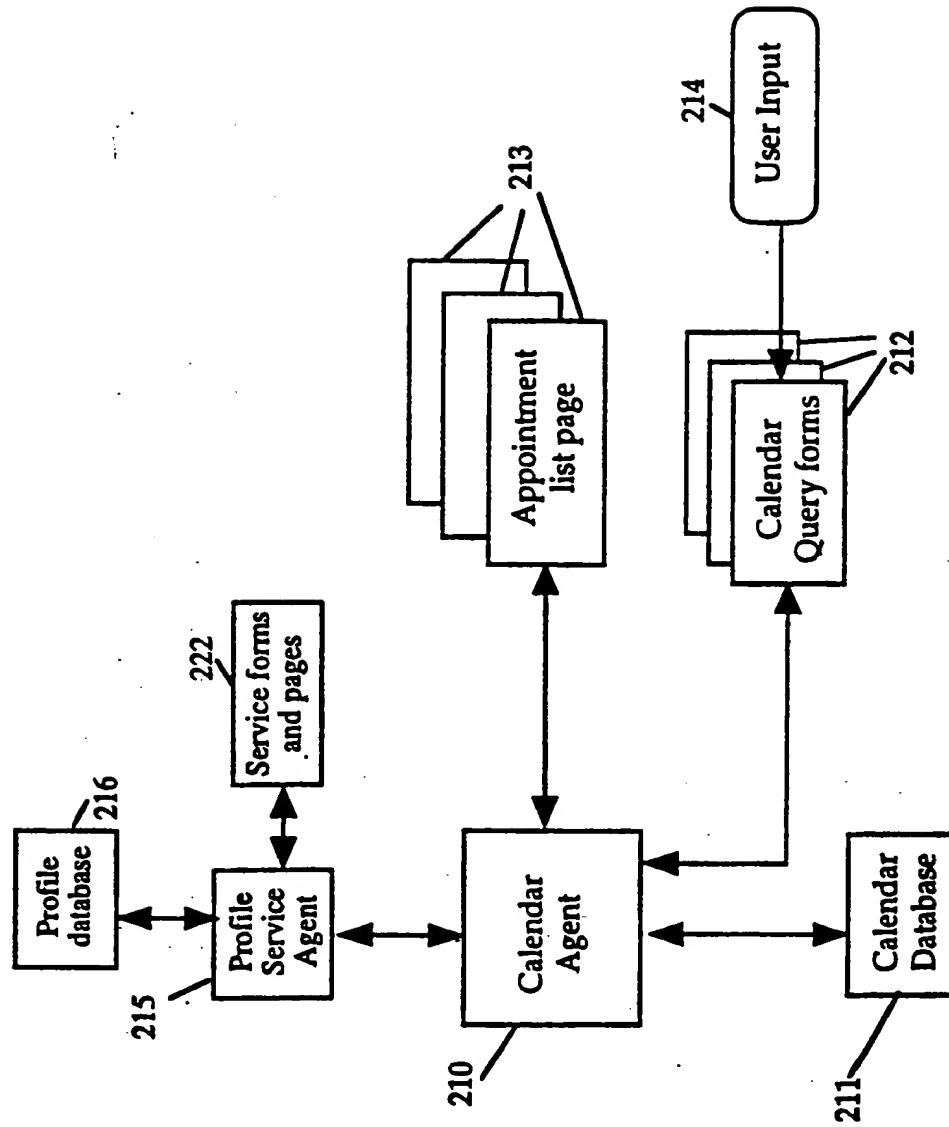 216
Profile
database
222
Service forms
and pages
215
Profile
Service
Agent
213
Appointment
list page
214
User Input
210
Calendar
Agent
Calendar
Query forms
212
211
Calendar
Database